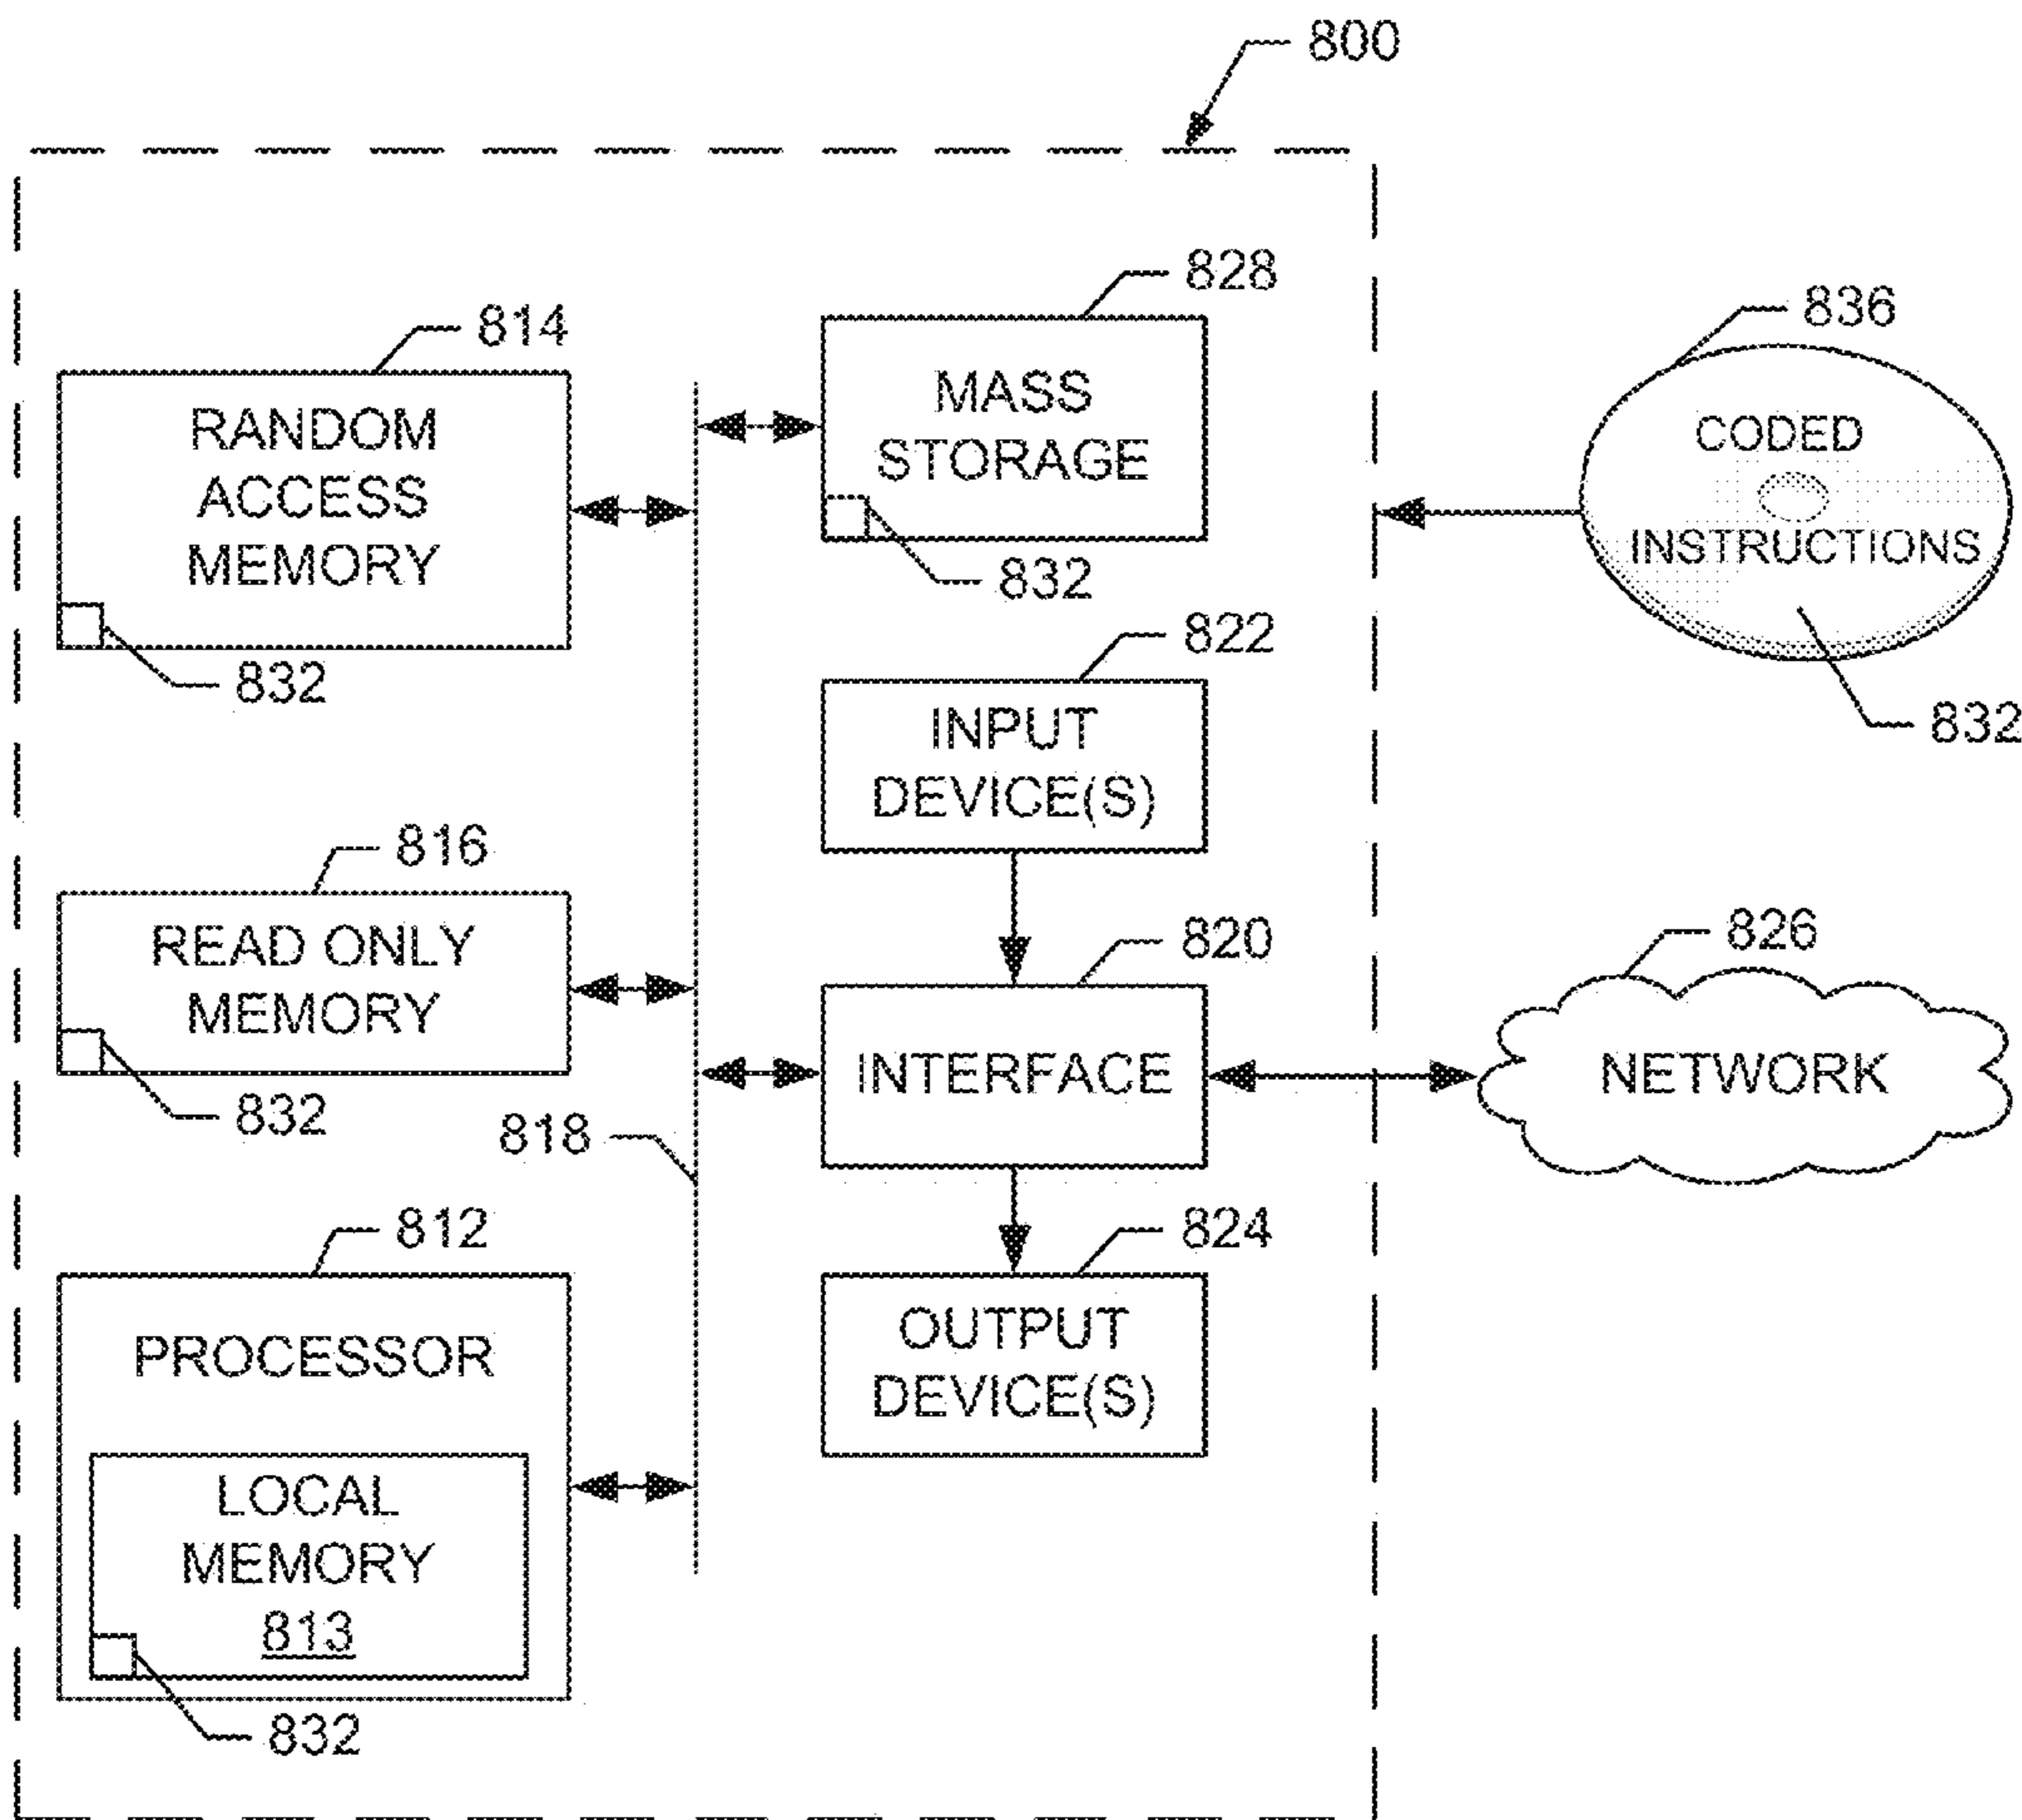 800
828
814
836
MASS
STORAGE
RANDOM
ACCESS
MEMORY
CODED
INSTRUCTIONS
832
832
822
832
INPUT
DEVICE(S)
816
READ ONLY
MEMORY
820
826
INTERFACE
NETWORK
832
818
812
824
PROCESSOR
OUTPUT
DEVICE(S)
LOCAL
MEMORY
813
832